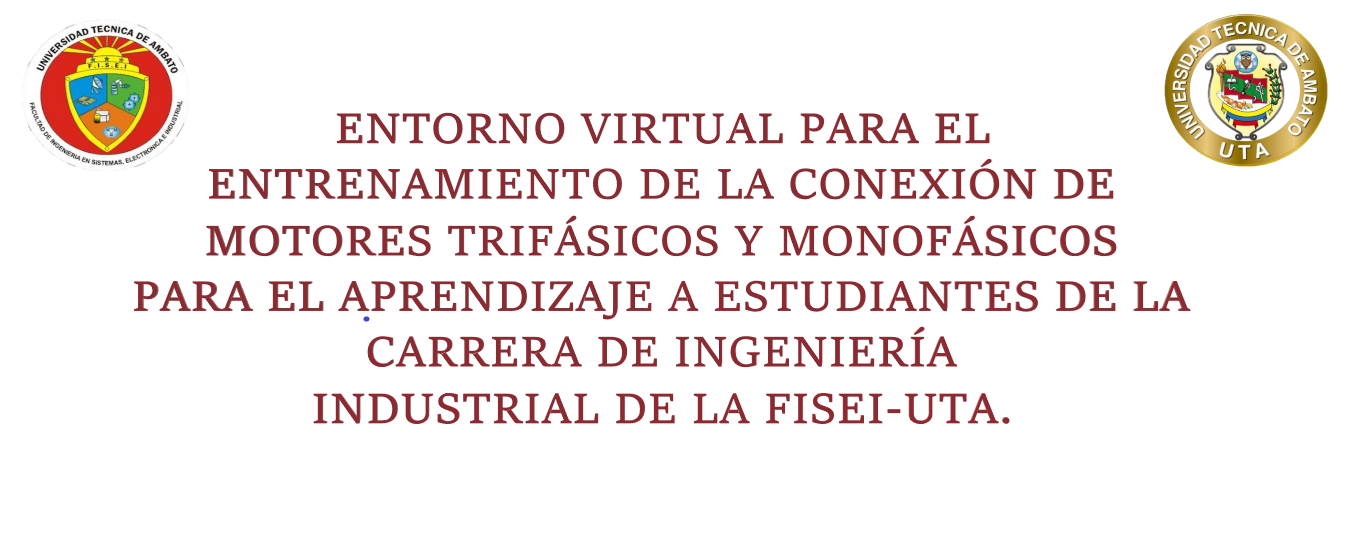 UNIVERSIDAD TECNICA DE AMBATO
F.I.S.E.I
FACULTAD DE INGENIERIA EN SISTEMAS, ELECTRONICA E INDUSTRIAL
UNIVERSIDAD TECNICA DE AMBATO
UTA
ENTORNO VIRTUAL PARA EL
ENTRENAMIENTO DE LA CONEXIÓN DE
MOTORES TRIFÁSICOS Y MONOFÁSICOS
PARA EL APRENDIZAJE A ESTUDIANTES DE LA
CARRERA DE INGENIERÍA
INDUSTRIAL DE LA FISEI-UTA.